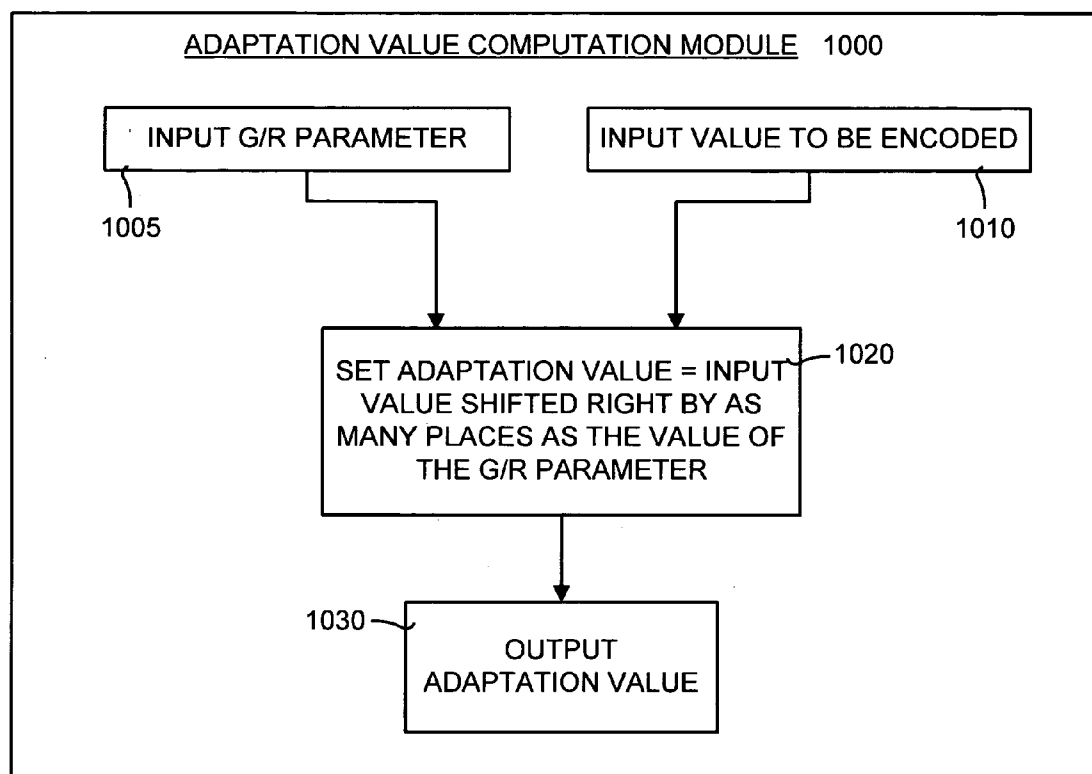 ADAPTATION VALUE COMPUTATION MODULE 1000
INPUT G/R PARAMETER
INPUT VALUE TO BE ENCODED
1005
1010
SET ADAPTATION VALUE = INPUT
VALUE SHIFTED RIGHT BY AS
MANY PLACES AS THE VALUE OF
THE G/R PARAMETER
1020
1030
OUTPUT
ADAPTATION VALUE